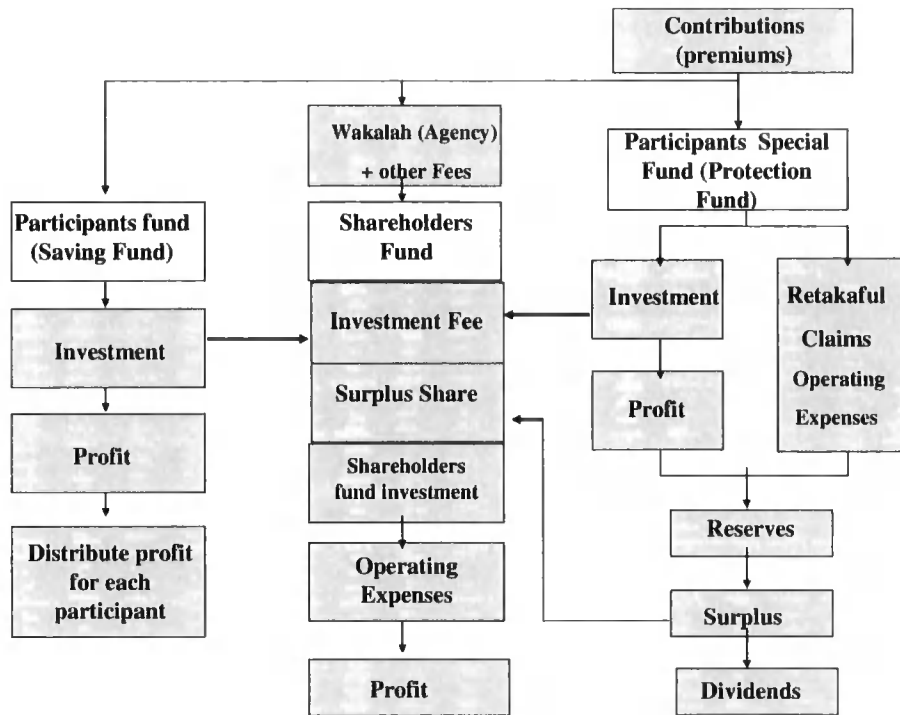 Contributions
(premiums)
Wakalah (Agency)
+ other Fees
Participants Special
Fund (Protection
Fund)
Participants fund
(Saving Fund)
Shareholders
Fund
Investment
Retakaful
Claims
Operating
Expenses
Investment Fee
Investment
Surplus Share
Profit
Profit
Shareholders
fund investment
Reserves
Distribute profit
for each
participant
Operating
Expenses
Surplus
Profit
Dividends